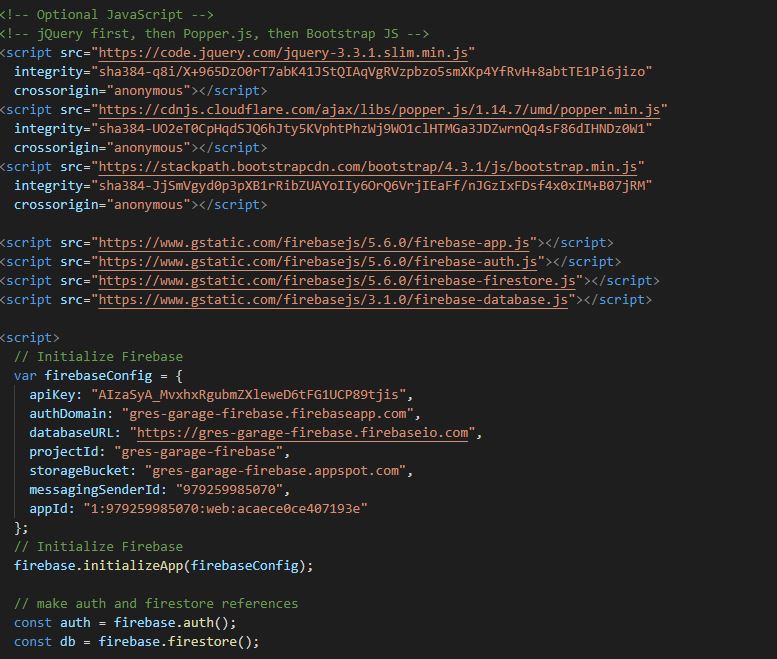 <!-- Optional JavaScript -->
<!-- jQuery first, then Popper.js, then Bootstrap JS -->
<script src="https://code.jquery.com/jquery-3.3.1.slim.min.js"
integrity="sha384-q8i/X+965DzO0rT7abK41JStQIAqVgRVzpbzo5smXKp4YfRvH+8abtTE1Pi6jizo"
crossorigin="anonymous"></script>
<script src="https://cdnjs.cloudflare.com/ajax/libs/popper.js/1.14.7/umd/popper.min.js"
integrity="sha384-UO2eT0CpHqdSJQ6hJty5KVphtPhzWj9WO1clHTMGa3JDZwrnQq4sF86dIHNDz0W1"
crossorigin="anonymous"></script>
<script src="https://stackpath.bootstrapcdn.com/bootstrap/4.3.1/js/bootstrap.min.js"
integrity="sha384-JjSmVgyd0p3pXB1rRibZUAYoIIy6OrQ6VrjIEaFf/nJGzIxFDsf4x0xIM+B07jRM"
crossorigin="anonymous"></script>
<script src="https://www.gstatic.com/firebasejs/5.6.0/firebase-app.js"></script>
<script src="https://www.gstatic.com/firebasejs/5.6.0/firebase-auth.js"></script>
<script src="https://www.gstatic.com/firebasejs/5.6.0/firebase-firestore.js"></script>
<script src="https://www.gstatic.com/firebasejs/3.1.0/firebase-database.js"></script>
<script>
// Initialize Firebase
var firebaseConfig = {
apiKey: "AIzaSyA_MvxhxRgubmZXleweD6tFG1UCP89tjis",
authDomain: "gres-garage-firebase.firebaseapp.com",
databaseURL: "https://gres-garage-firebase.firebaseio.com",
projectId: "gres-garage-firebase",
storageBucket: "gres-garage-firebase.appspot.com",
messagingSenderId: "979259985070",
appId: "1:979259985070:web:acaece0ce407193e"
};
// Initialize Firebase
firebase.initializeApp(firebaseConfig);
// make auth and firestore references
const auth = firebase.auth();
const db = firebase.firestore();